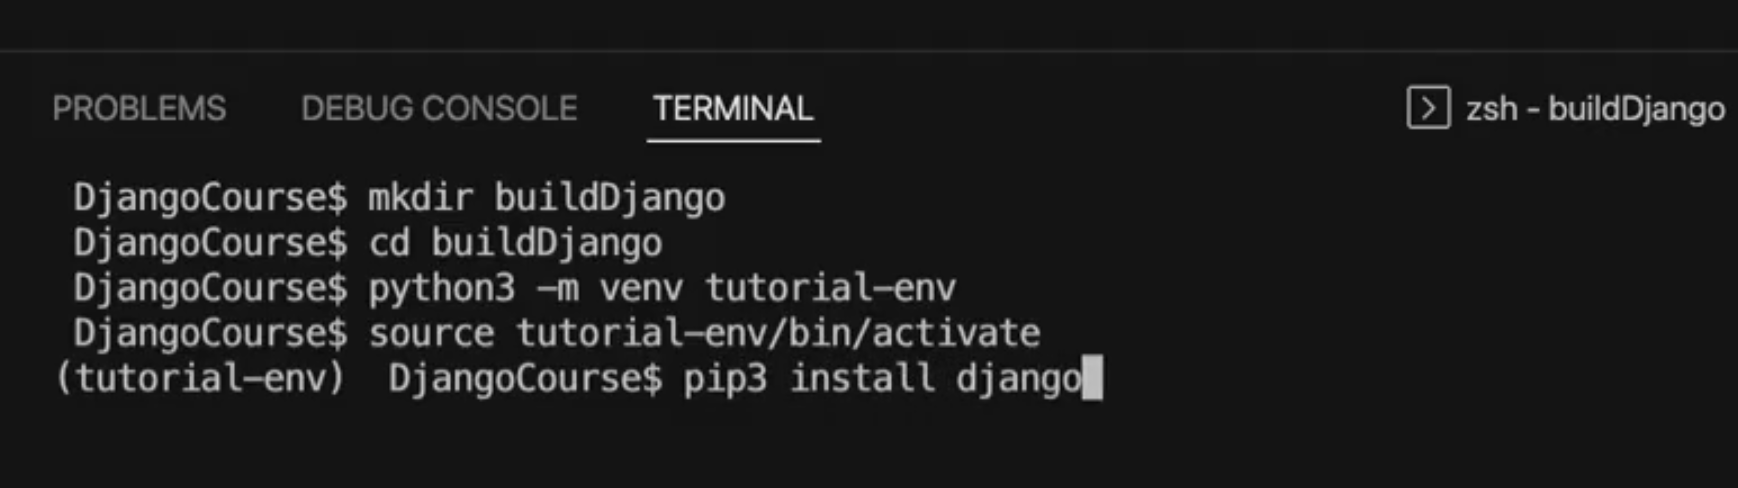 PROBLEMS DEBUG CONSOLE TERMINAL zsh - buildDjango
DjangoCourse$ mkdir buildDjango
DjangoCourse$ cd buildDjango
DjangoCourse$ python3 -m venv tutorial-env
DjangoCourse$ source tutorial-env/bin/activate
(tutorial-env)  DjangoCourse$ pip3 install django